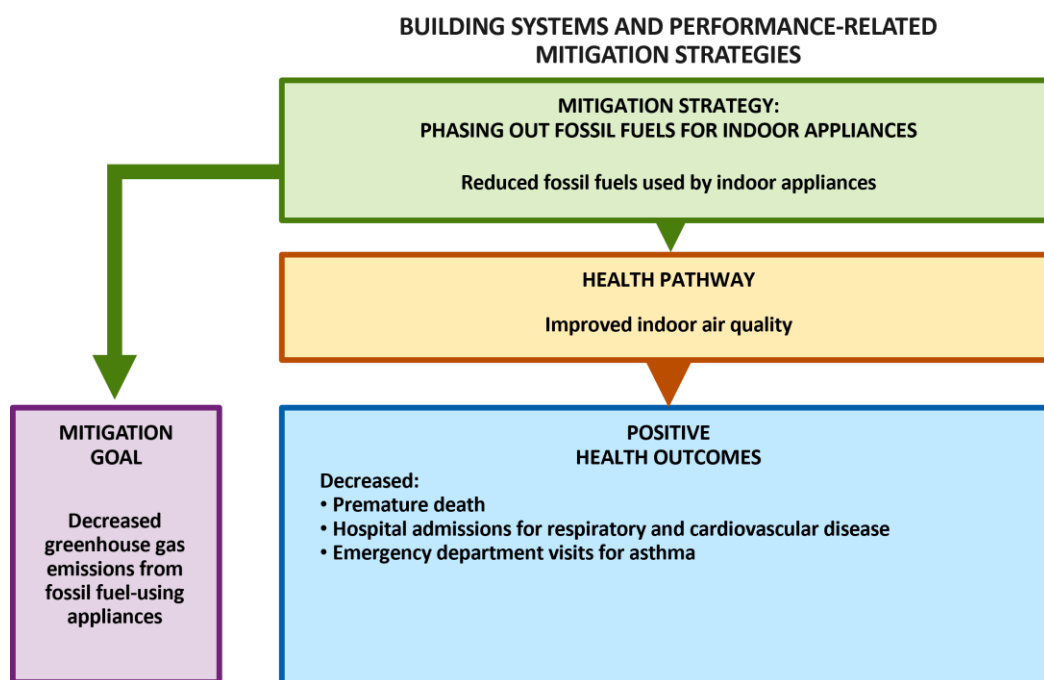 BUILDING SYSTEMS AND PERFORMANCE-RELATED
MITIGATION STRATEGIES
MITIGATION STRATEGY:
PHASING OUT FOSSIL FUELS FOR INDOOR APPLIANCES
Reduced fossil fuels used by indoor appliances
HEALTH PATHWAY
Improved indoor air quality
MITIGATION
GOAL
Decreased
greenhouse gas
emissions from
fossil fuel-using
appliances
POSITIVE
HEALTH OUTCOMES
Decreased:
• Premature death
• Hospital admissions for respiratory and cardiovascular disease
• Emergency department visits for asthma